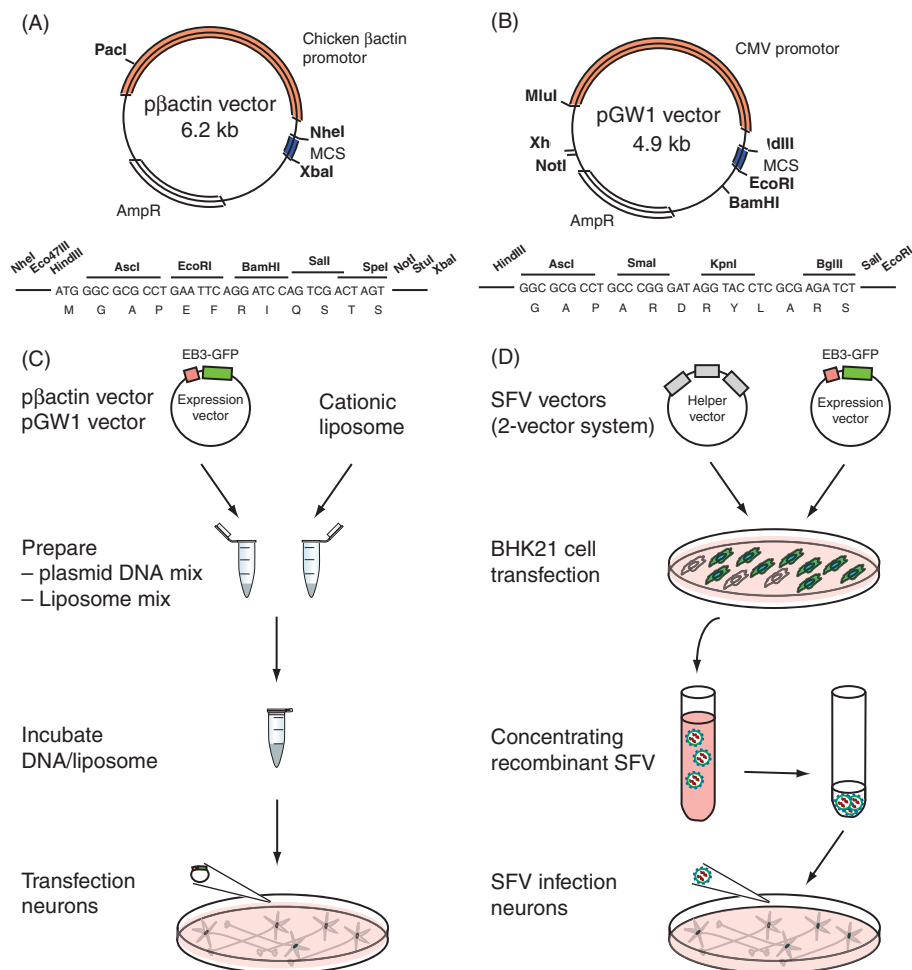 (A)
PacI
Chicken βactin
promotor
pβactin vector
6.2 kb
NheI
MCS
XbaI
AmpR
NheI Eco47III HindIII AscI EcoRI BamHI SalI SpeI NotI StuI XbaI
ATG GGC GCG CCT GAA TTC AGG ATC CAG TCG ACT AGT
M G A P E F R I Q S T S
(B)
CMV promotor
MluI
pGW1 vector
4.9 kb
Xh
NotI
\dIII
MCS
EcoRI
BamHI
AmpR
HindIII AscI SmaI KpnI BglII SalI EcoRI
GGC GCG CCT GCC CGG GAT AGG TAC CTC GCG AGA TCT
G A P A R D R Y L A R S
(C)
EB3-GFP
pβactin vector
pGW1 vector
Expression
vector
Cationic
liposome
Prepare
– plasmid DNA mix
– Liposome mix
Incubate
DNA/liposome
Transfection
neurons
(D)
EB3-GFP
SFV vectors
(2-vector system)
Helper
vector
Expression
vector
BHK21 cell
transfection
Concentrating
recombinant SFV
SFV infection
neurons